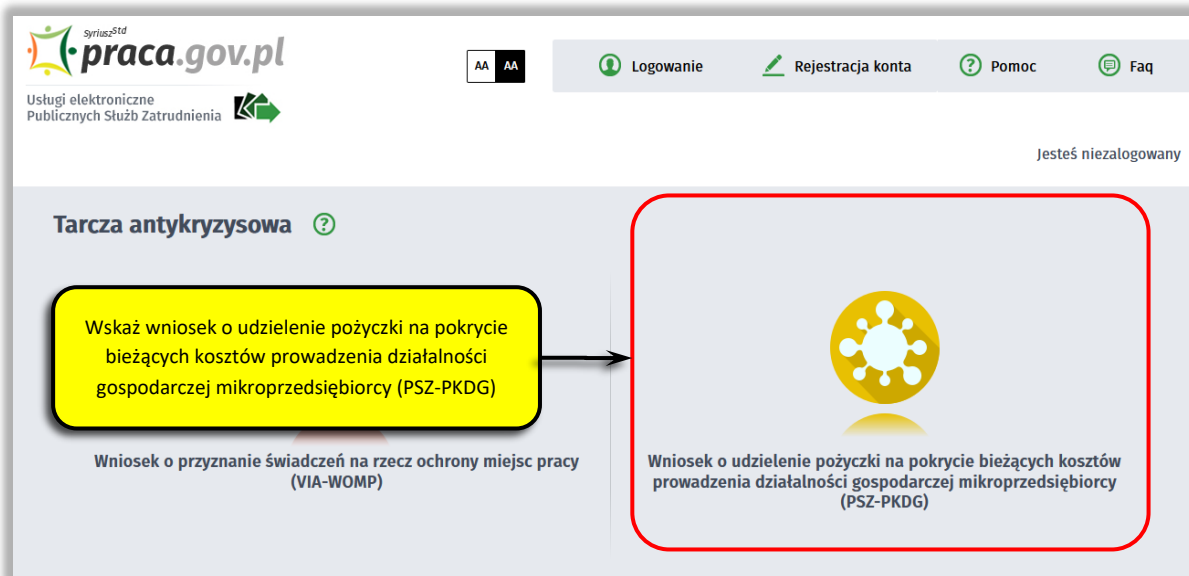 SyriuszStd
praca.gov.pl
Usługi elektroniczne
Publicznych Służb Zatrudnienia
AA AA
Logowanie
Rejestracja konta
? Pomoc
Faq
Jesteś niezalogowany
Tarcza antykryzysowa ?
Wskaż wniosek o udzielenie pożyczki na pokrycie
bieżących kosztów prowadzenia działalności
gospodarczej mikroprzedsiębiorcy (PSZ-PKDG)
Wniosek o przyznanie świadczeń na rzecz ochrony miejsc pracy
(VIA-WOMP)
Wniosek o udzielenie pożyczki na pokrycie bieżących kosztów
prowadzenia działalności gospodarczej mikroprzedsiębiorcy
(PSZ-PKDG)